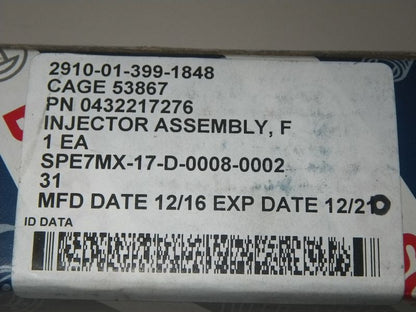 2910-01-399-1848
CAGE 53867
PN 0432217276
INJECTOR ASSEMBLY, F
1 EA
SPE7MX-17-D-0008-0002
31
MFD DATE 12/16 EXP DATE 12/21
ID DATA